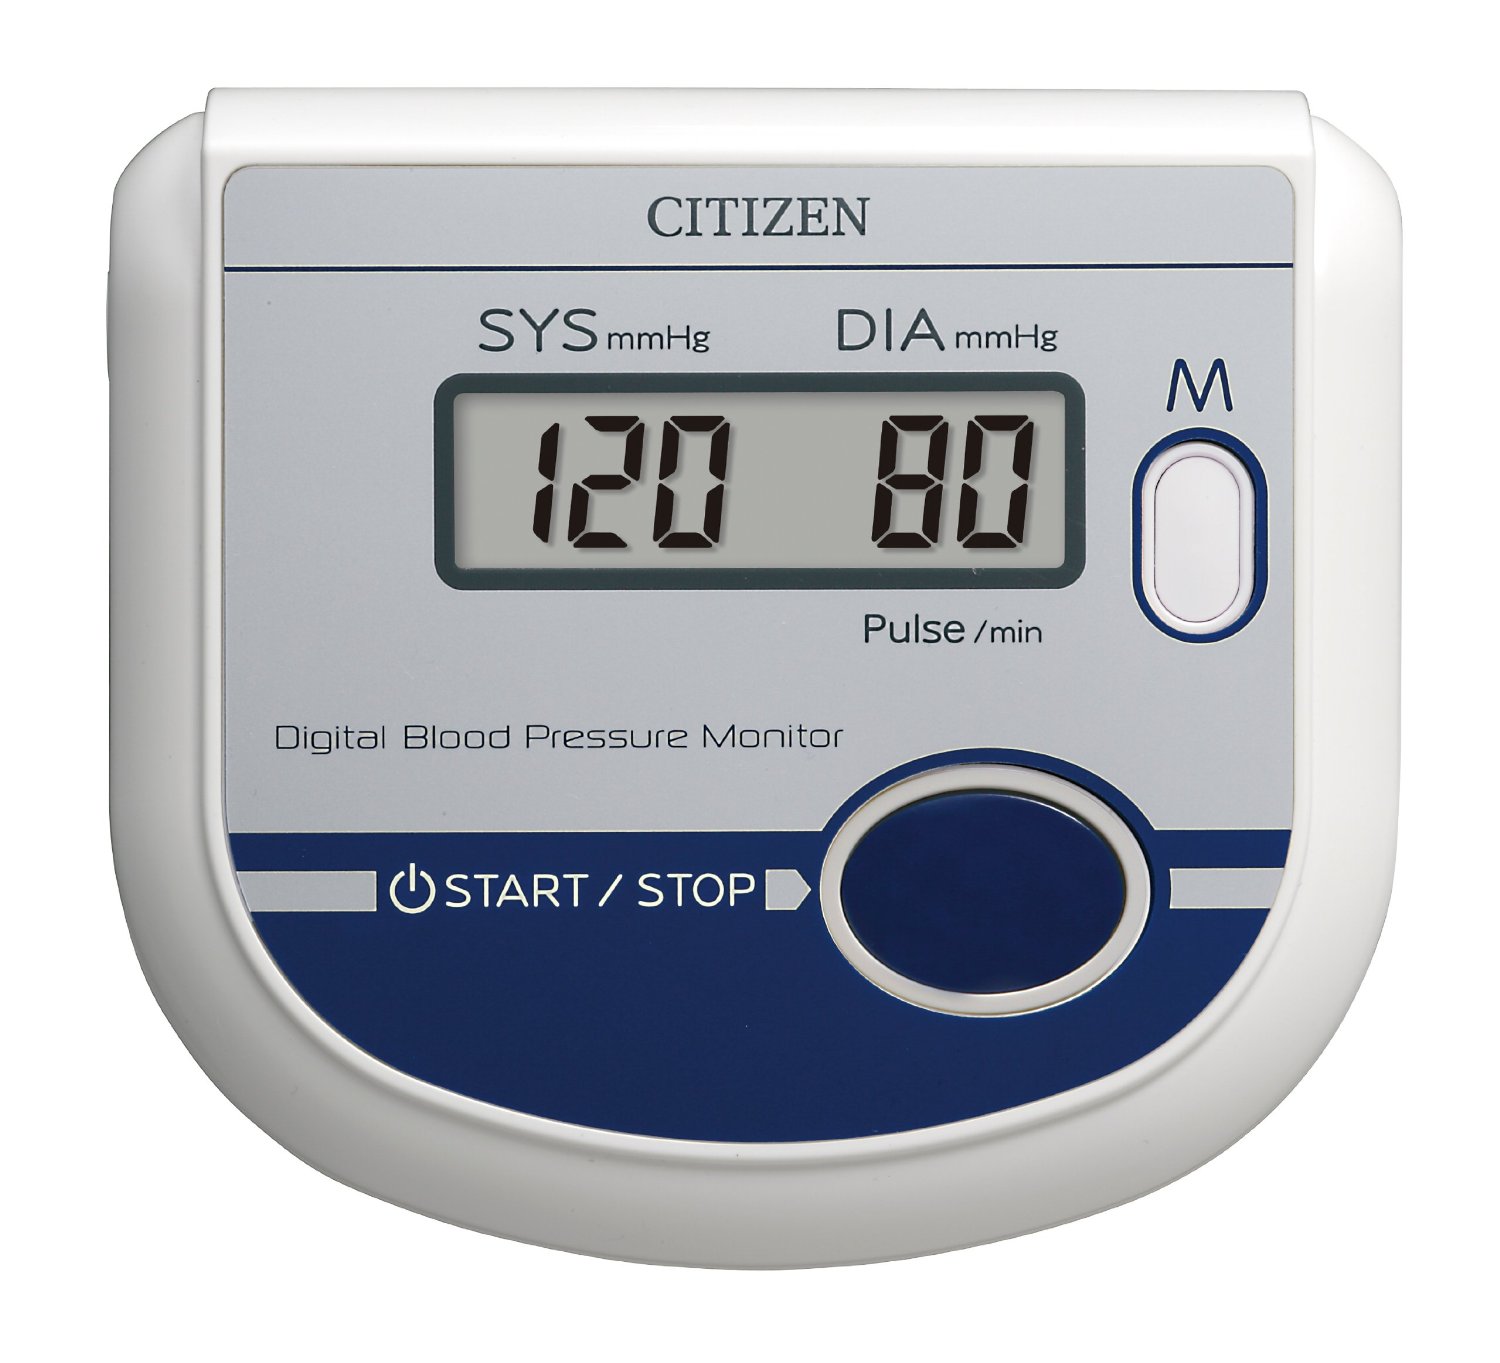 CITIZEN
SYS mmHg DIA mmHg
M
120 80
Pulse /min
Digital Blood Pressure Monitor
START / STOP